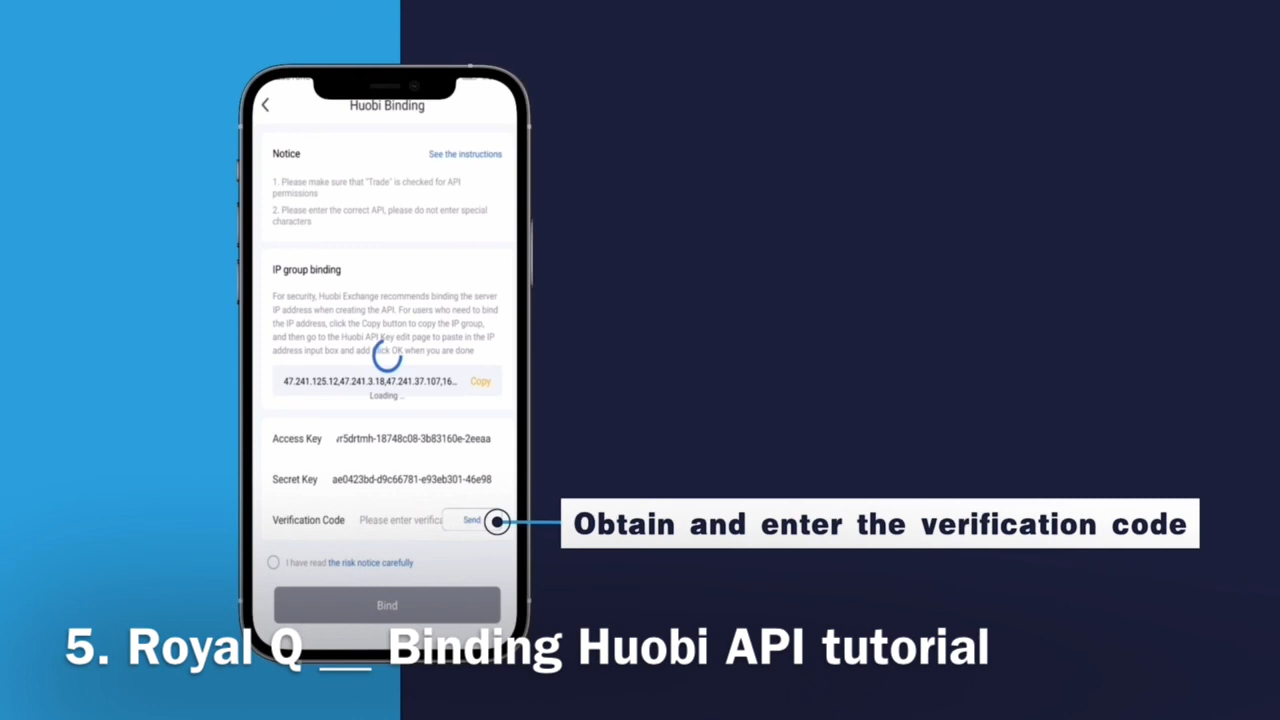 Huobi Binding
Notice
See the instructions
1. Please make sure that "Trade" is checked for API
permissions
2. Please enter the correct API, please do not enter special
characters
IP group binding
For security, Huobi Exchange recommends binding the server
IP address when creating the API. For users who need to bind
the IP address, click the Copy button to copy the IP group,
and then go to the Huobi API Key edit page to paste in the IP
address input box and add click OK when you are done
47.241.125.12,47.241.3.18,47.241.37.107,16...
Copy
Loading ..
Access Key
vr5drtmh-18748c08-3b83160e-2eeaa
Secret Key
ae0423bd-d9c66781-e93eb301-46e98
Verification Code
Please enter verific
Send
Obtain and enter the verification code
I have read the risk notice carefully
Bind
5. Royal Q __ Binding Huobi API tutorial